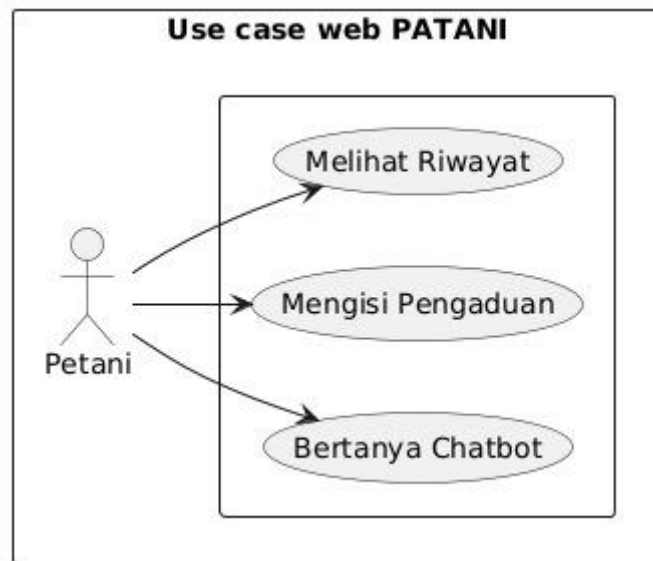 Use case web PATANI
Melihat Riwayat
Mengisi Pengaduan
Petani
Bertanya Chatbot